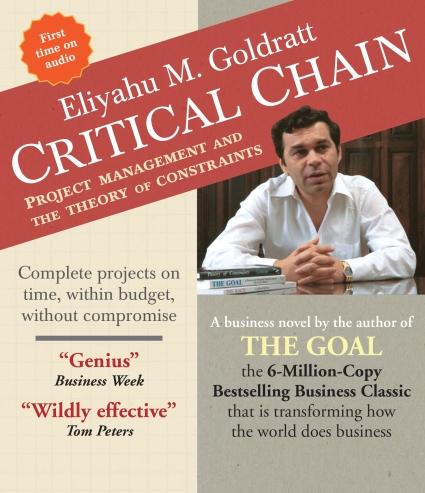 First
time on
audio
Eliyahu M. Goldratt
CRITICAL CHAIN
PROJECT MANAGEMENT AND
THE THEORY OF CONSTRAINTS
Complete projects on
time, within budget,
without compromise
“Genius”
Business Week
“Wildly effective”
Tom Peters
THE GOAL
A business novel by the author of
THE GOAL
the 6-Million-Copy
Bestselling Business Classic
that is transforming how
the world does business